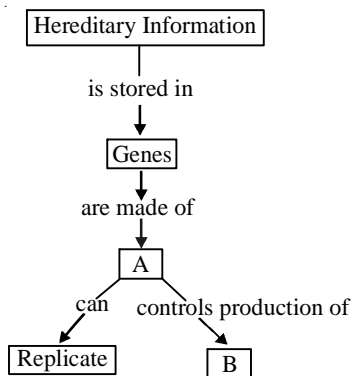 Hereditary Information
is stored in
Genes
are made of
A
can
controls production of
Replicate
B